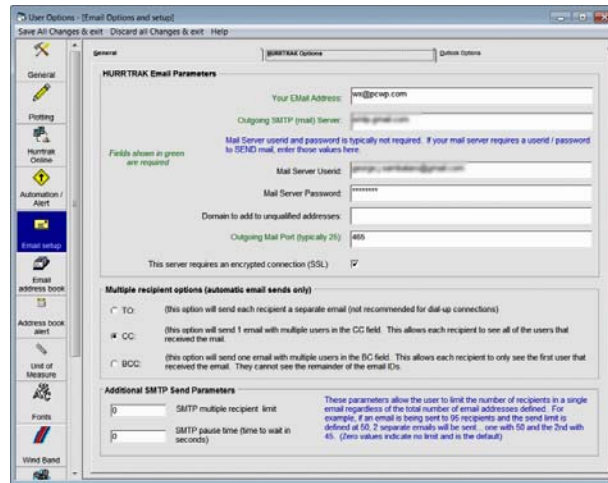 User Options - [Email Options and setup]
Save All Changes & exit Discard all Changes & exit Help
General
Plotting
Hurrtrak
Online
Automation /
Alert
Email setup
Email
address book
Address book
alert
Unit of
Measure
Fonts
Wind Band
General
HURRTRAK Options
Outlook Options
HURRTRAK Email Parameters
Your EMail Address:
wx@pcwp.com
Outgoing SMTP (mail) Server:
Mail Server userid and password is typically not required. If your mail server requires a userid / password
to SEND mail, enter those values here.
Fields shown in green
are required
Mail Server Userid:
Mail Server Password:
********
Domain to add to unqualified addresses:
Outgoing Mail Port (typically 25):
465
This server requires an encrypted connection (SSL)
Multiple recipient options (automatic email sends only)
TO:
(this option will send each recipient a separate email (not recommended for dial-up connections)
CC:
(this option will send 1 email with multiple users in the CC field. This allows each recipient to see all of the users that
received the mail.
BCC:
(this option will send one email with multiple users in the BC field. This allows each recipient to only see the first user that
received the email. They cannot see the remainder of the email IDs.
Additional SMTP Send Parameters
0
SMTP multiple recipient limit
0
SMTP pause time (time to wait in
seconds)
These parameters allow the user to limit the number of recipients in a single
email regardless of the total number of email addresses defined. For
example, if an email is being sent to 95 recipients and the send limit is
defined at 50, 2 separate emails will be sent... one with 50 and the 2nd with
45. (Zero values indicate no limit and is the default)